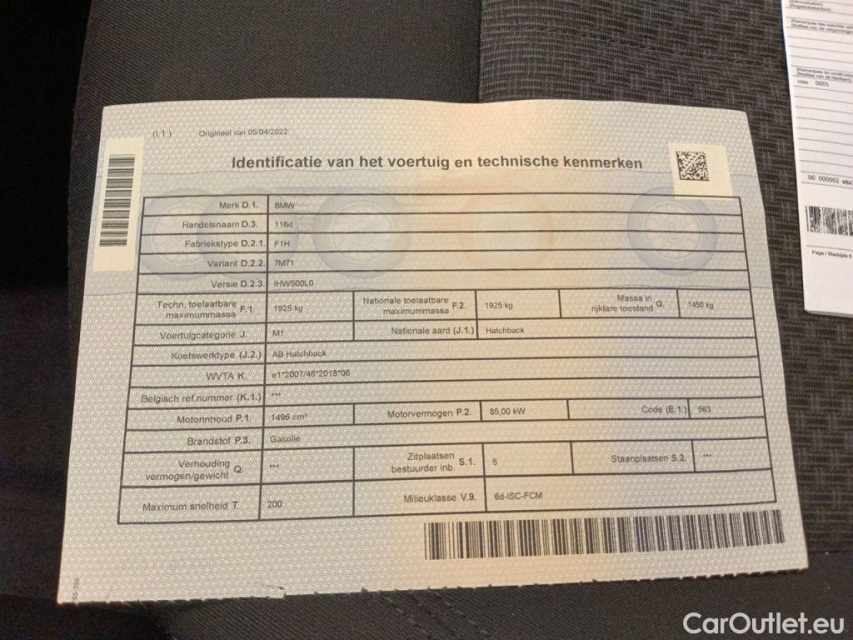 (I.1.) Origineel van 05/04/2022
Identificatie van het voertuig en technische kenmerken
Merk D.1. BMW
Handelsnaam D.3. 116d
Fabriekstype D.2.1. F1H
Variant D.2.2. 7M71
Versie D.2.3. IHW500L0
Techn. toelaatbare maximummassa F.1. 1925 kg Nationale toelaatbare maximummassa F.2. 1925 kg Massa in rijklare toestand G. 1450 kg
Voertuigcategorie J. M1 Nationale aard (J.1.) Hatchback
Koetswerktype (J.2.) AB Hatchback
WVTA K. e1*2007/46*2018*06
Belgisch ref.nummer (K.1.) ***
Motorinhoud P.1. 1496 cm³ Motorvermogen P.2. 85,00 kW Code (E.1.) 563
Brandstof P.3. Gasolie
Verhouding vermogen/gewicht Q. *** Zitplaatsen bestuurder inb. S.1. 5 Staanplaatsen S.2. ***
Maximum snelheid T. 200 Milieuklasse V.9. 6d-ISC-FCM
CarOutlet.eu